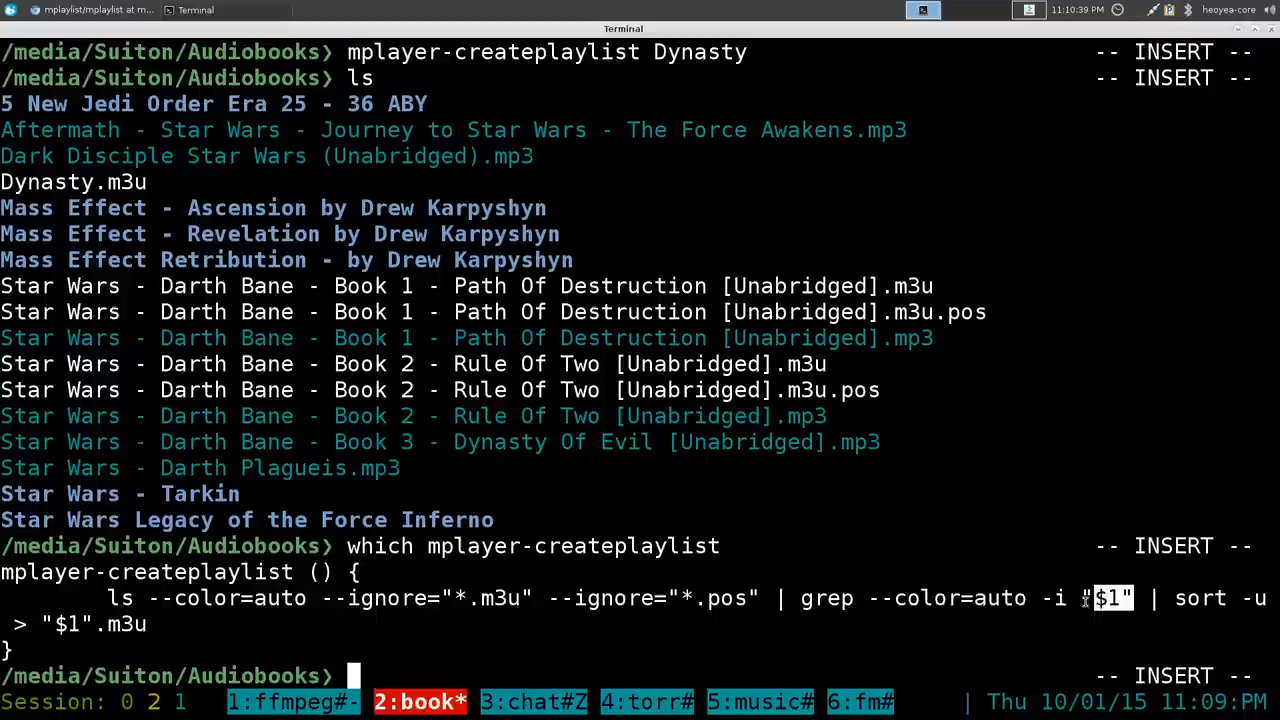 mplaylist/mplaylist at m... Terminal 11:10:39 PM heoyea-core
Terminal
/media/Suiton/Audiobooks❯ mplayer-createplaylist Dynasty -- INSERT --
/media/Suiton/Audiobooks❯ ls -- INSERT --
5 New Jedi Order Era 25 - 36 ABY
Aftermath - Star Wars - Journey to Star Wars - The Force Awakens.mp3
Dark Disciple Star Wars (Unabridged).mp3
Dynasty.m3u
Mass Effect - Ascension by Drew Karpyshyn
Mass Effect - Revelation by Drew Karpyshyn
Mass Effect Retribution - by Drew Karpyshyn
Star Wars - Darth Bane - Book 1 - Path Of Destruction [Unabridged].m3u
Star Wars - Darth Bane - Book 1 - Path Of Destruction [Unabridged].m3u.pos
Star Wars - Darth Bane - Book 1 - Path Of Destruction [Unabridged].mp3
Star Wars - Darth Bane - Book 2 - Rule Of Two [Unabridged].m3u
Star Wars - Darth Bane - Book 2 - Rule Of Two [Unabridged].m3u.pos
Star Wars - Darth Bane - Book 2 - Rule Of Two [Unabridged].mp3
Star Wars - Darth Bane - Book 3 - Dynasty Of Evil [Unabridged].mp3
Star Wars - Darth Plagueis.mp3
Star Wars - Tarkin
Star Wars Legacy of the Force Inferno
/media/Suiton/Audiobooks❯ which mplayer-createplaylist -- INSERT --
mplayer-createplaylist () {
ls --color=auto --ignore="*.m3u" --ignore="*.pos" | grep --color=auto -i "$1" | sort -u
> "$1".m3u
}
/media/Suiton/Audiobooks❯ -- INSERT --
Session: 0 2 1 1:ffmpeg#- 2:book* 3:chat#Z 4:torr# 5:music# 6:fm# | Thu 10/01/15 11:09:PM